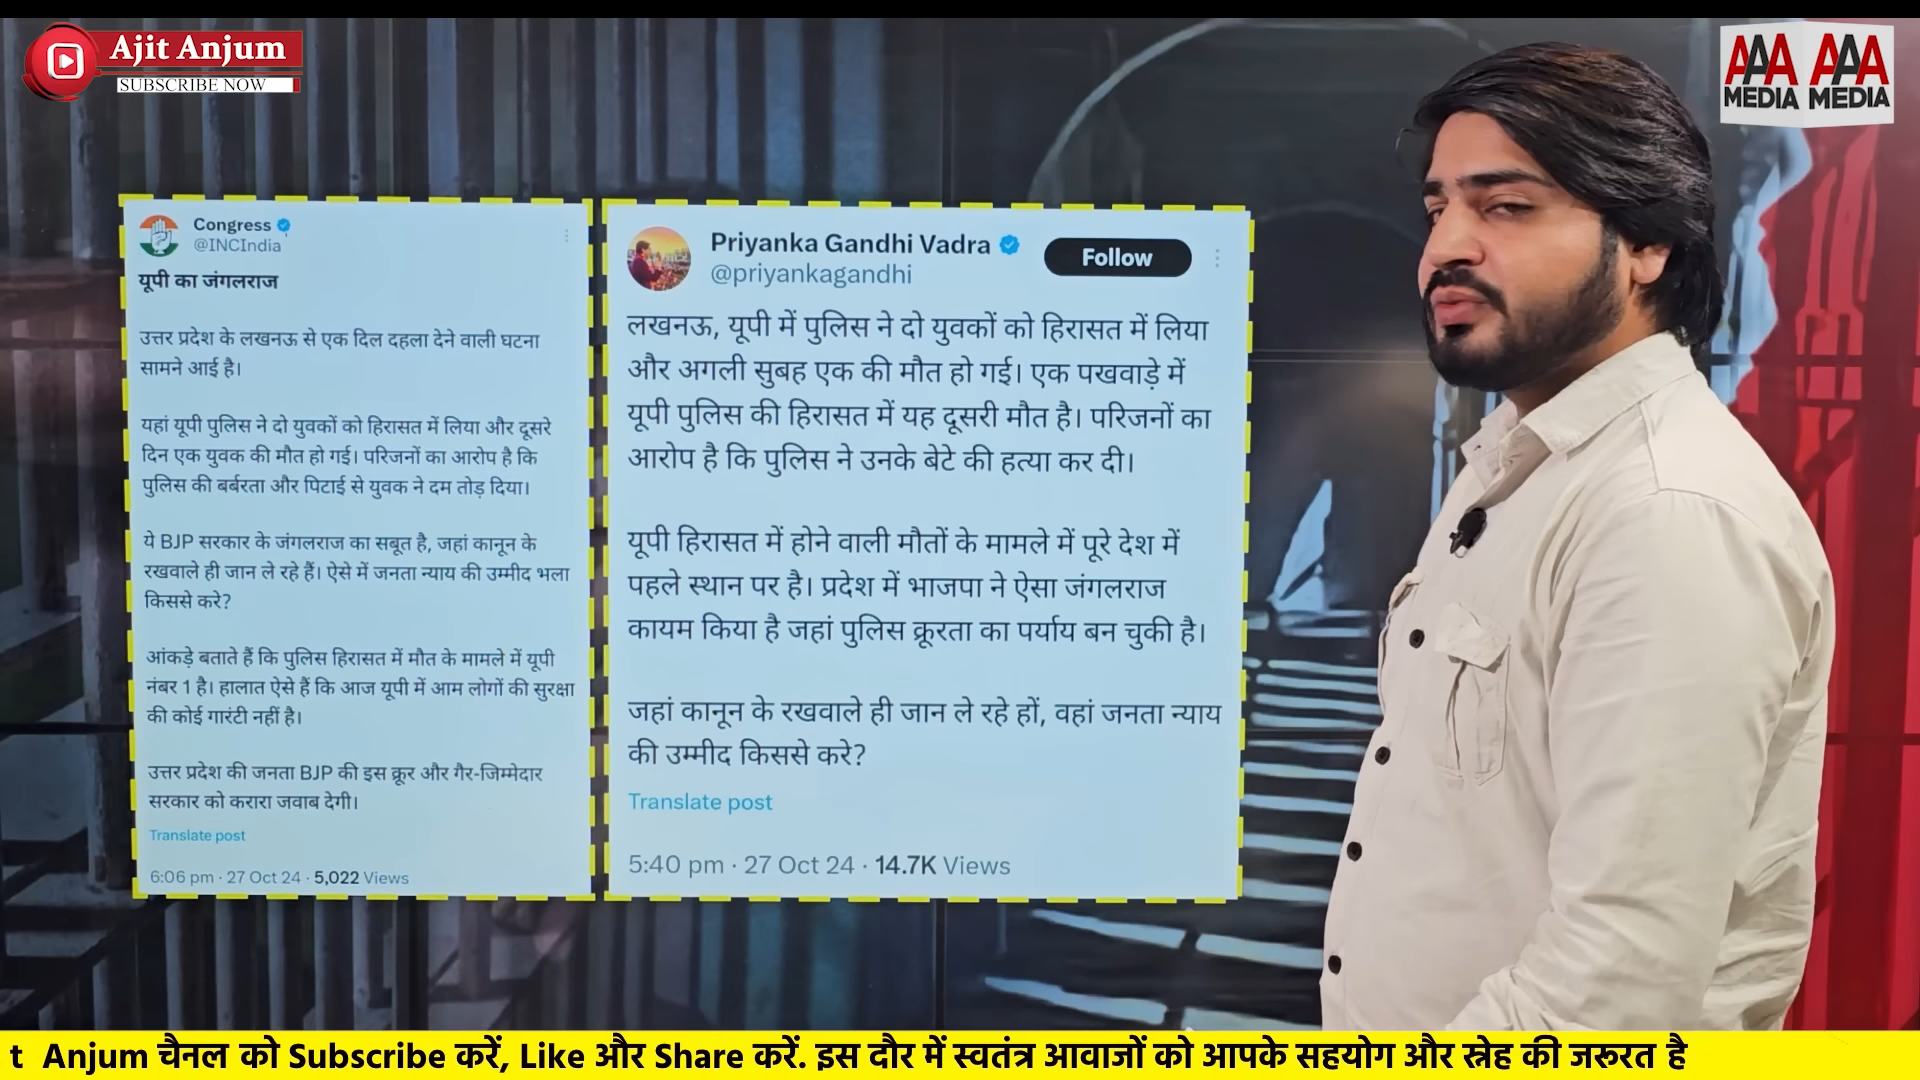 Ajit Anjum
SUBSCRIBE NOW
AAA AAA
MEDIA MEDIA
Congress
@INCIndia
यूपी का जंगलराज
उत्तर प्रदेश के लखनऊ से एक दिल दहला देने वाली घटना
सामने आई है।
यहां यूपी पुलिस ने दो युवकों को हिरासत में लिया और दूसरे
दिन एक युवक की मौत हो गई। परिजनों का आरोप है कि
पुलिस की बर्बरता और पिटाई से युवक ने दम तोड़ दिया।
ये BJP सरकार के जंगलराज का सबूत है, जहां कानून के
रखवाले ही जान ले रहे हैं। ऐसे में जनता न्याय की उम्मीद भला
किससे करे?
आंकड़े बताते हैं कि पुलिस हिरासत में मौत के मामले में यूपी
नंबर 1 है। हालात ऐसे हैं कि आज यूपी में आम लोगों की सुरक्षा
की कोई गारंटी नहीं है।
उत्तर प्रदेश की जनता BJP की इस क्रूर और गैर-जिम्मेदार
सरकार को करारा जवाब देगी।
Translate post
6:06 pm · 27 Oct 24 · 5,022 Views
Priyanka Gandhi Vadra
@priyankagandhi
Follow
लखनऊ, यूपी में पुलिस ने दो युवकों को हिरासत में लिया
और अगली सुबह एक की मौत हो गई। एक पखवाड़े में
यूपी पुलिस की हिरासत में यह दूसरी मौत है। परिजनों का
आरोप है कि पुलिस ने उनके बेटे की हत्या कर दी।
यूपी हिरासत में होने वाली मौतों के मामले में पूरे देश में
पहले स्थान पर है। प्रदेश में भाजपा ने ऐसा जंगलराज
कायम किया है जहां पुलिस क्रूरता का पर्याय बन चुकी है।
जहां कानून के रखवाले ही जान ले रहे हों, वहां जनता न्याय
की उम्मीद किससे करे?
Translate post
5:40 pm · 27 Oct 24 · 14.7K Views
t Anjum चैनल को Subscribe करें, Like और Share करें. इस दौर में स्वतंत्र आवाजों को आपके सहयोग और स्नेह की जरूरत है